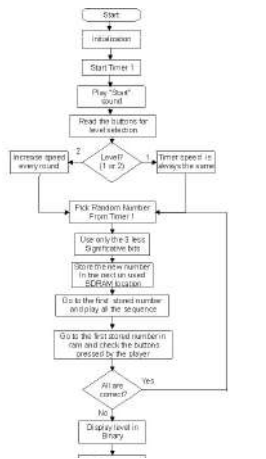 Start
Initialization
Start Timer 1
Play "Start"
sound
Read the buttons for
level selection
Level?
(1 or 2)
2
1
Increase speed
every round
Timer speed is
always the same
Pick Random Number
From Timer 1
Use only the 3 less
Significative bits
Store the new number
In the next un used
SDRAM location
Go to the first stored number
and play all the sequence
Go to the first stored number in
ram and check the buttons
pressed by the player
All are
correct?
Yes
No
Display level in
Binary